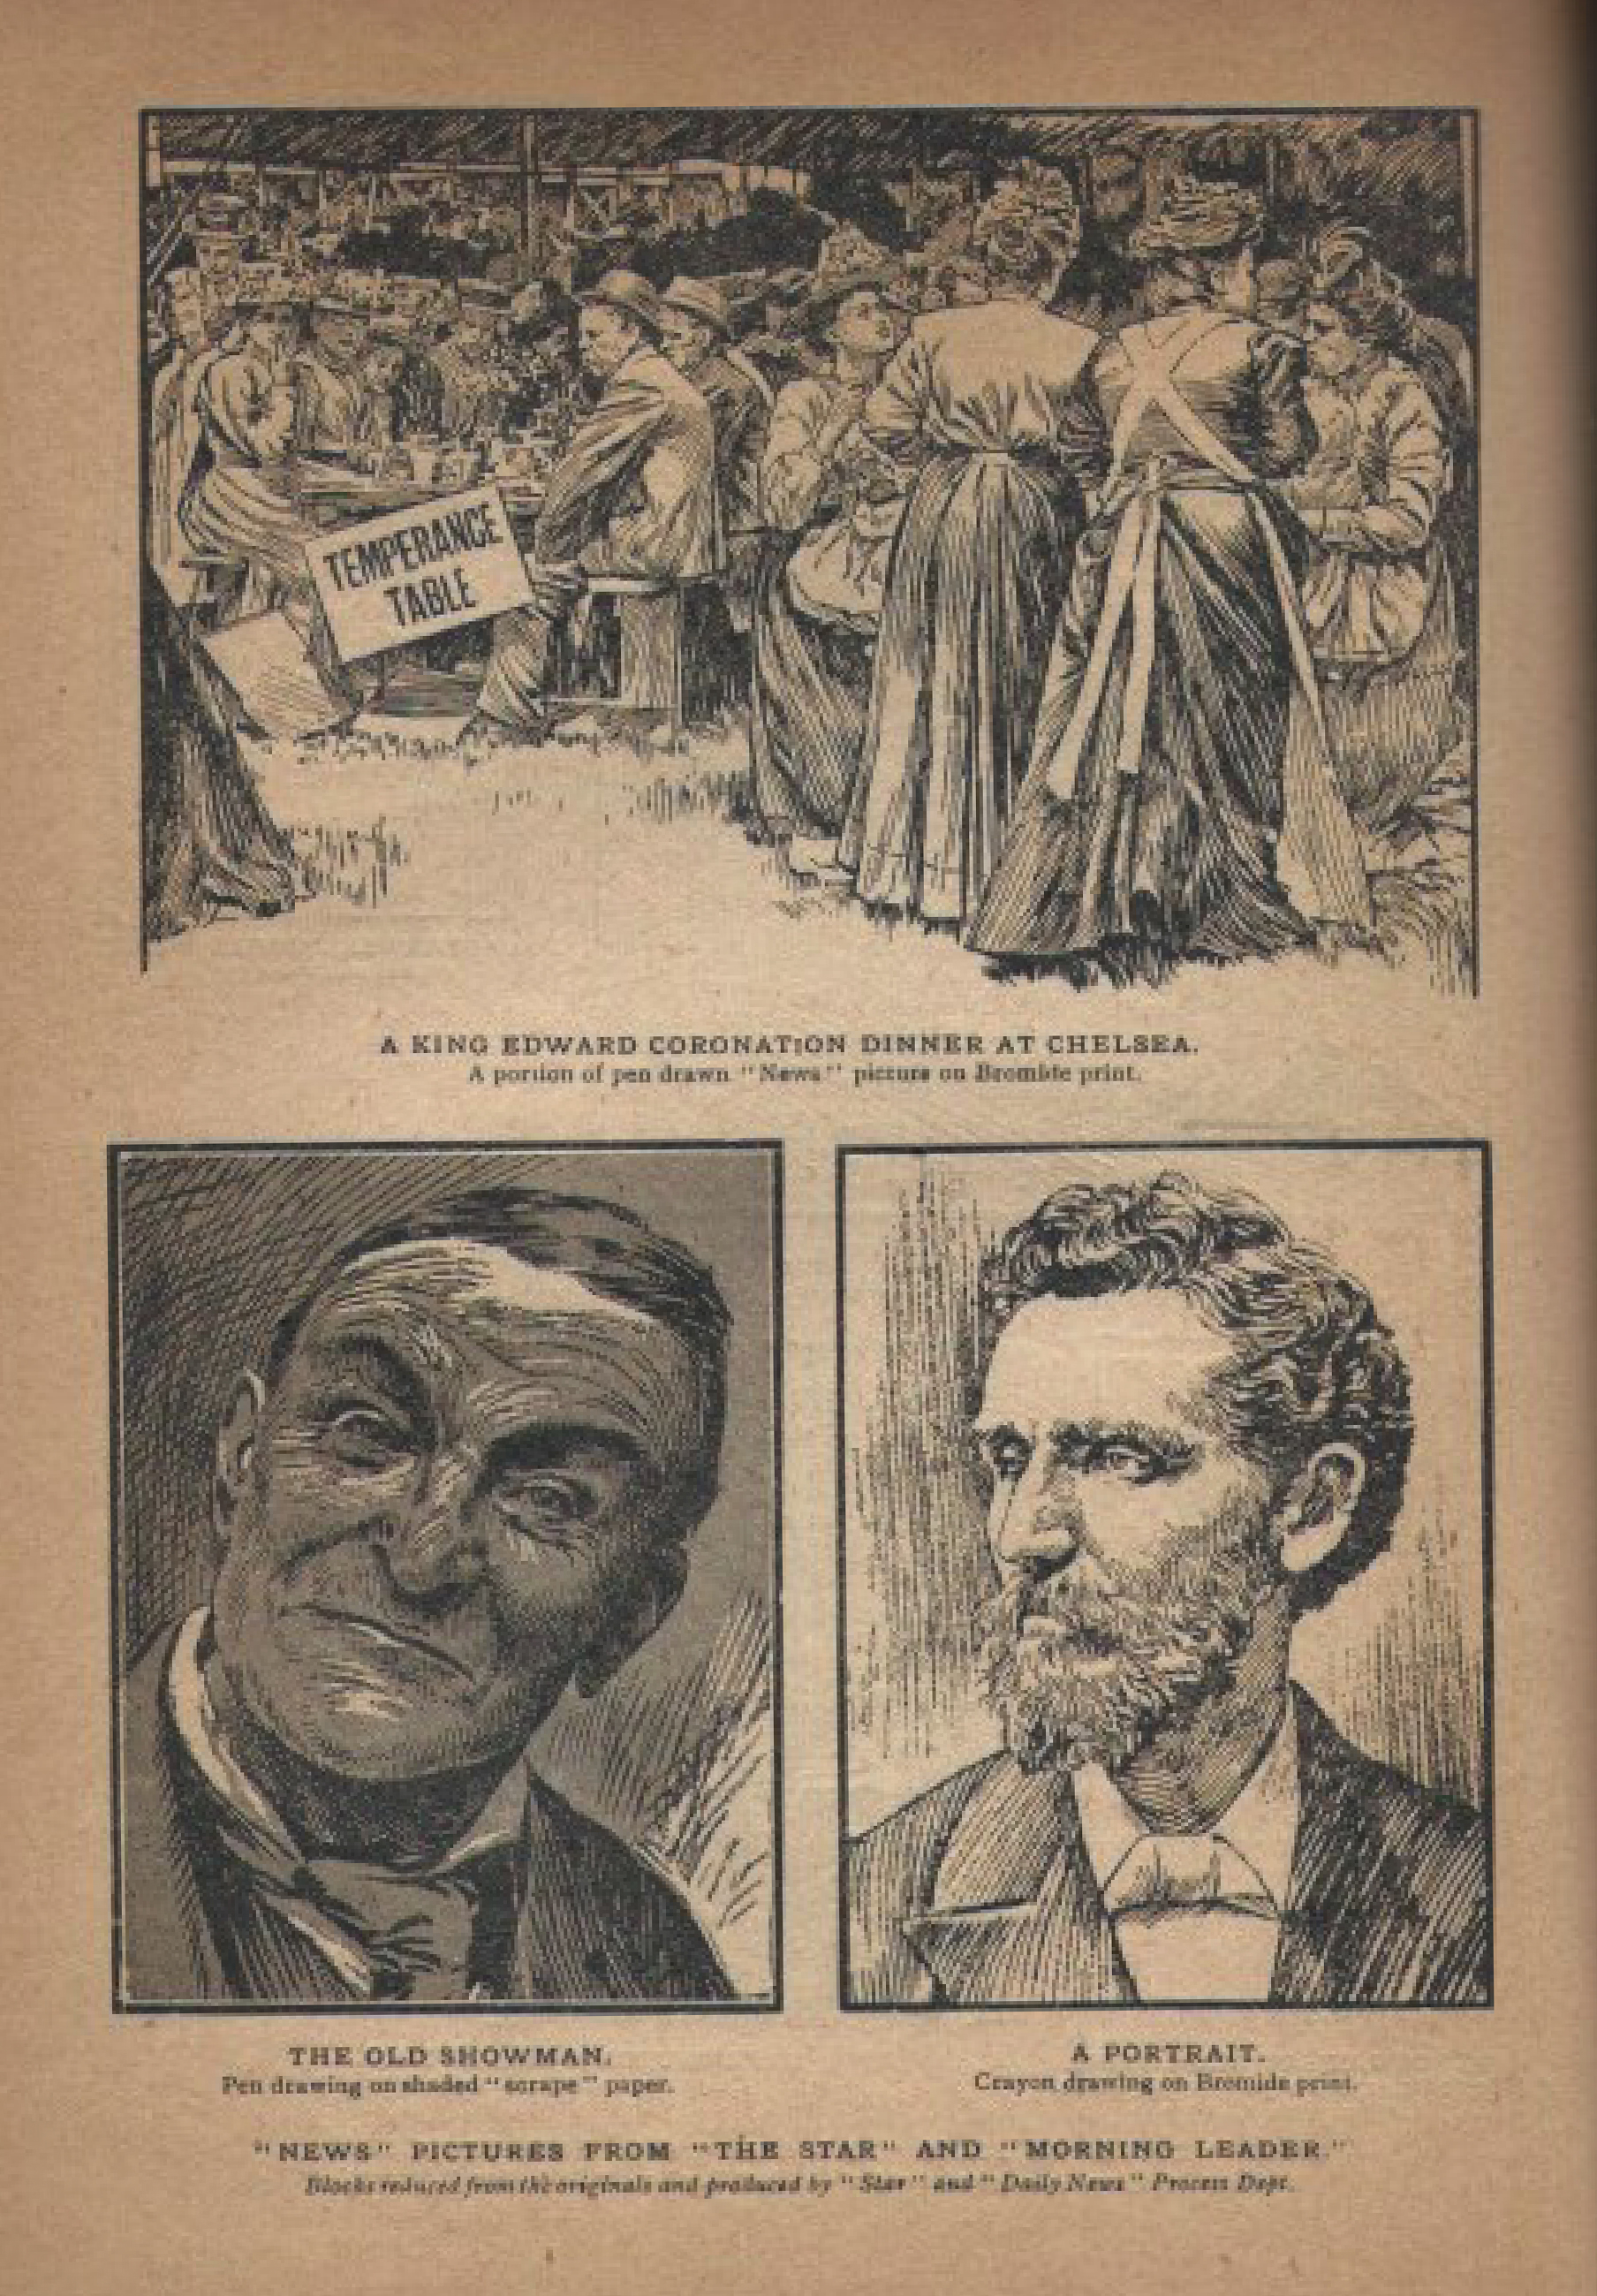 TEMPERANCE
TABLE
A KING EDWARD CORONATION DINNER AT CHELSEA.
A portion of pen drawn "News" picture on Bromide print.
THE OLD SHOWMAN.
Pen drawing on shaded "scrape" paper.
A PORTRAIT.
Crayon drawing on Bromide print.
"NEWS" PICTURES FROM "THE STAR" AND "MORNING LEADER."
Blocks reduced from the originals and produced by "Star" and "Daily News" Process Dept.